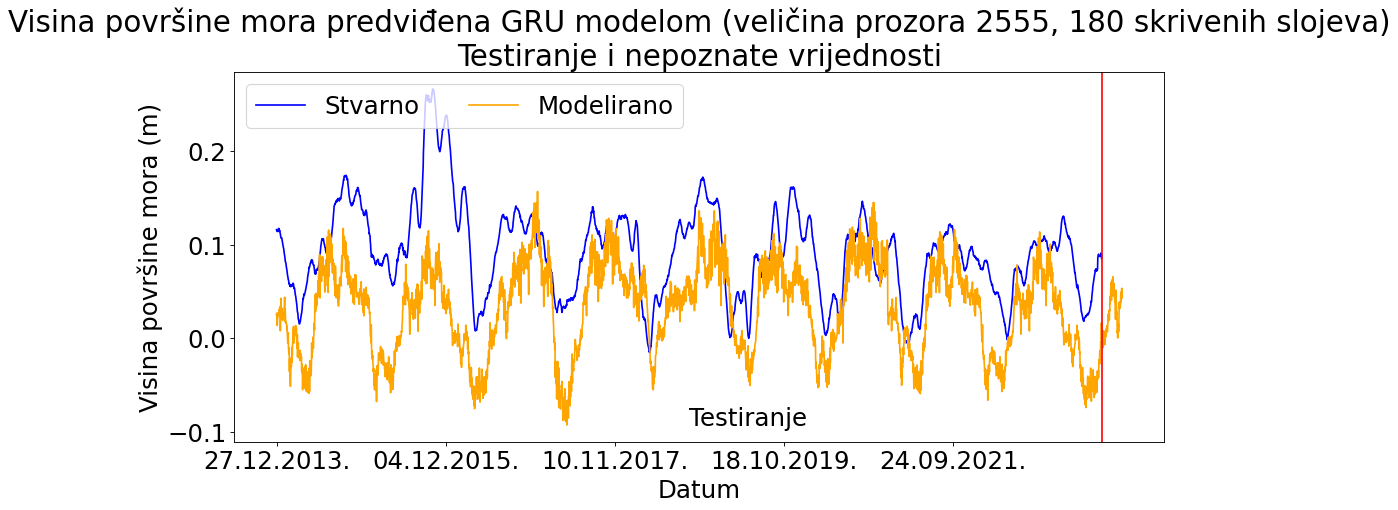 Visina površine mora predviđena GRU modelom (veličina prozora 2555, 180 skrivenih slojeva)
Testiranje i nepoznate vrijednosti
Stvarno
Modelirano
Visina površine mora (m)
0.2
0.1
0.0
−0.1
Testiranje
27.12.2013.
04.12.2015.
10.11.2017.
18.10.2019.
24.09.2021.
Datum